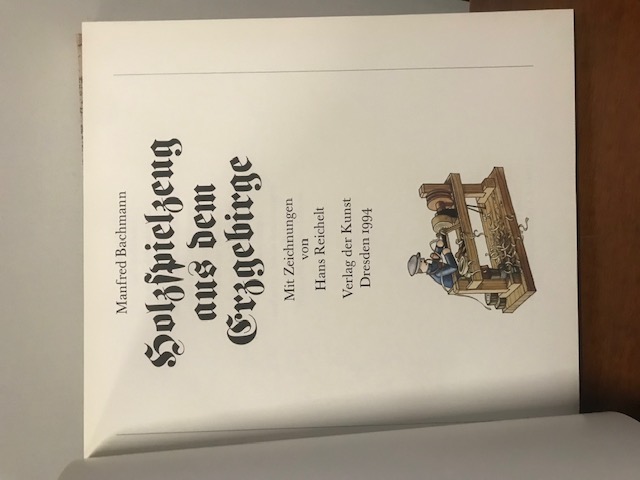 Manfred Bachmann
Holzſpielzeug
aus dem
Erzgebirge
Mit Zeichnungen
von
Hans Reichelt
Verlag der Kunst
Dresden 1994